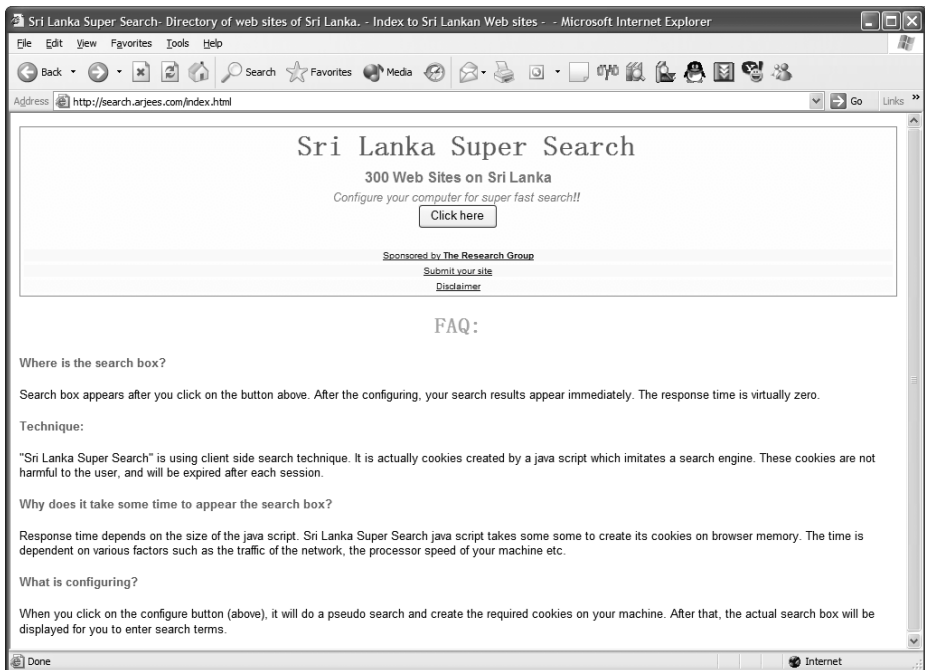 Sri Lanka Super Search- Directory of web sites of Sri Lanka. - Index to Sri Lankan Web sites - - Microsoft Internet Explorer
File Edit View Favorites Tools Help
Back Search Favorites Media
Address http://search.arjees.com/index.html Go Links »
Sri Lanka Super Search
300 Web Sites on Sri Lanka
Configure your computer for super fast search!!
Click here
Sponsored by The Research Group
Submit your site
Disclaimer
FAQ:
Where is the search box?
Search box appears after you click on the button above. After the configuring, your search results appear immediately. The response time is virtually zero.
Technique:
"Sri Lanka Super Search" is using client side search technique. It is actually cookies created by a java script which imitates a search engine. These cookies are not
harmful to the user, and will be expired after each session.
Why does it take some time to appear the search box?
Response time depends on the size of the java script. Sri Lanka Super Search java script takes some some to create its cookies on browser memory. The time is
dependent on various factors such as the traffic of the network, the processor speed of your machine etc.
What is configuring?
When you click on the configure button (above), it will do a pseudo search and create the required cookies on your machine. After that, the actual search box will be
displayed for you to enter search terms.
Done Internet